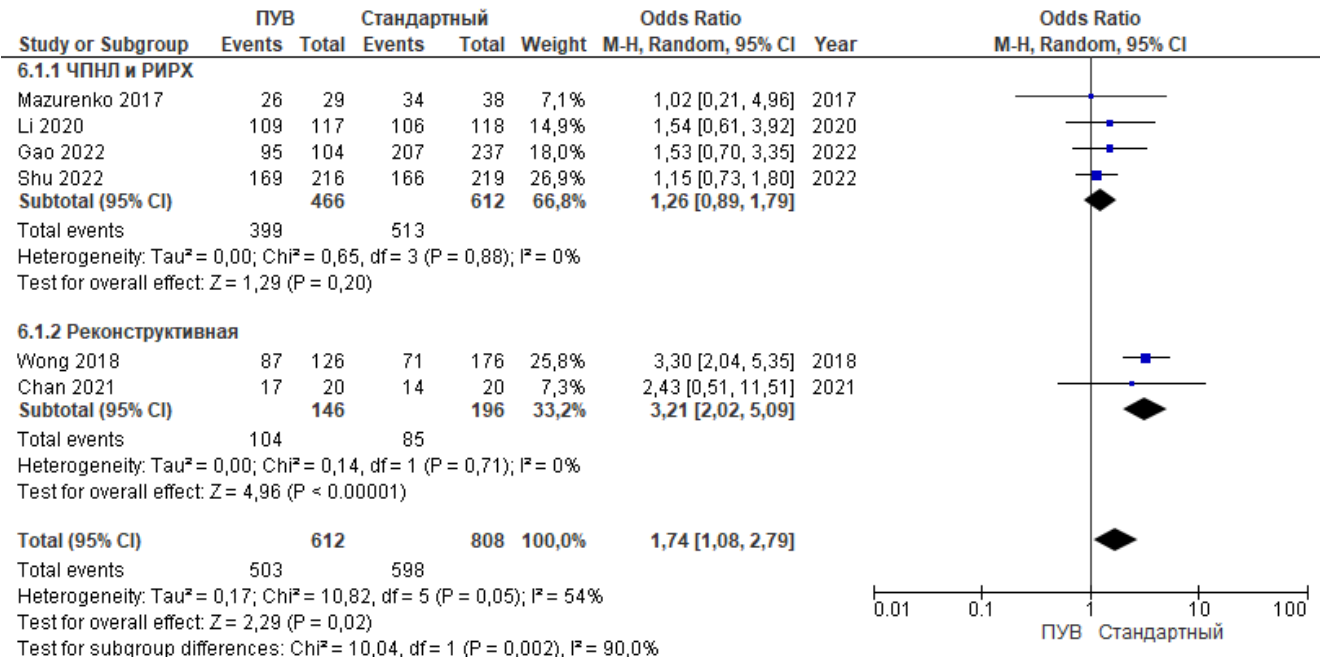 ПУВ Стандартный Odds Ratio Odds Ratio
Study or Subgroup Events Total Events Total Weight M-H, Random, 95% CI Year M-H, Random, 95% CI
6.1.1 ЧПНЛ и РИРХ
Mazurenko 2017 26 29 34 38 7,1% 1,02 [0,21, 4,96] 2017
Li 2020 109 117 106 118 14,9% 1,54 [0,61, 3,92] 2020
Gao 2022 95 104 207 237 18,0% 1,53 [0,70, 3,35] 2022
Shu 2022 169 216 166 219 26,9% 1,15 [0,73, 1,80] 2022
Subtotal (95% CI) 466 612 66,8% 1,26 [0,89, 1,79]
Total events 399 513
Heterogeneity: Tau² = 0,00; Chi² = 0,65, df = 3 (P = 0,88); I² = 0%
Test for overall effect: Z = 1,29 (P = 0,20)
6.1.2 Реконструктивная
Wong 2018 87 126 71 176 25,8% 3,30 [2,04, 5,35] 2018
Chan 2021 17 20 14 20 7,3% 2,43 [0,51, 11,51] 2021
Subtotal (95% CI) 146 196 33,2% 3,21 [2,02, 5,09]
Total events 104 85
Heterogeneity: Tau² = 0,00; Chi² = 0,14, df = 1 (P = 0,71); I² = 0%
Test for overall effect: Z = 4,96 (P < 0.00001)
Total (95% CI) 612 808 100,0% 1,74 [1,08, 2,79]
Total events 503 598
Heterogeneity: Tau² = 0,17; Chi² = 10,82, df = 5 (P = 0,05); I² = 54%
Test for overall effect: Z = 2,29 (P = 0,02)
Test for subgroup differences: Chi² = 10,04, df = 1 (P = 0,002), I² = 90,0%
0.01 0.1 1 10 100
ПУВ Стандартный